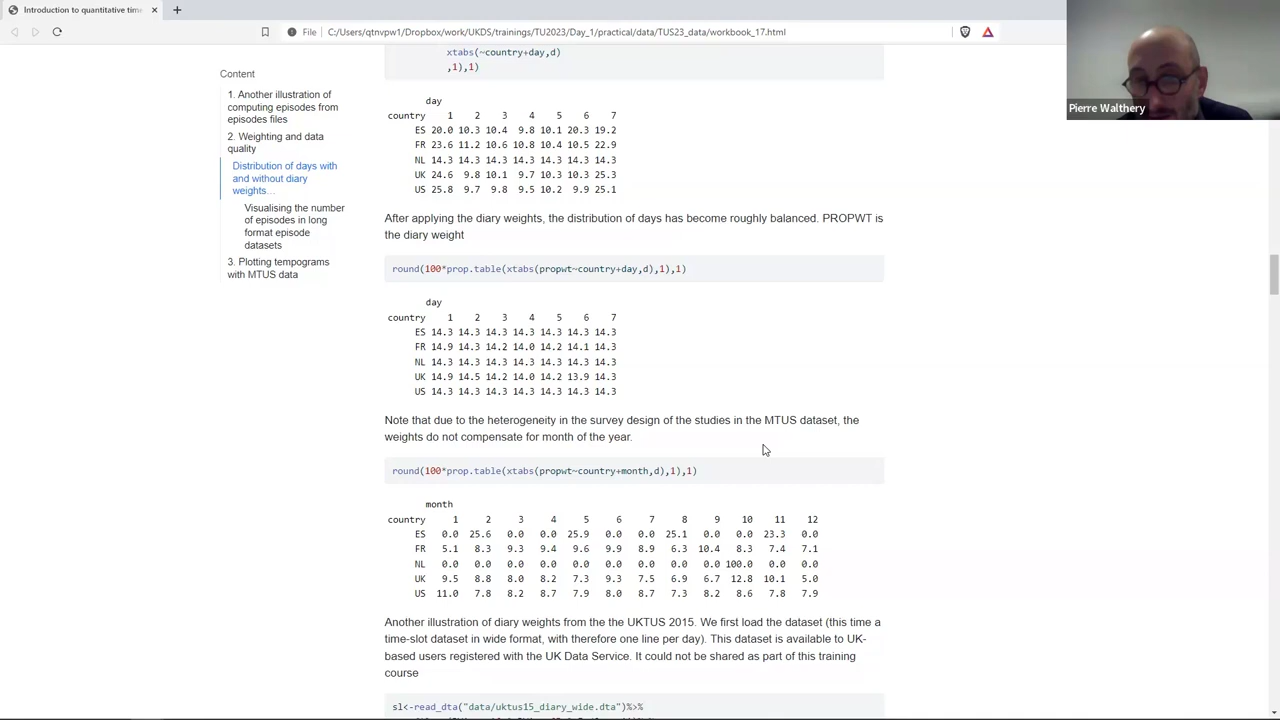 Introduction to quantitative time
File
C:/Users/qtnvpw1/Dropbox/work/UKDS/trainings/TU2023/Day_1/practical/data/TUS23_data/workbook_17.html
Pierre Walthery
Content
1. Another illustration of
computing episodes from
episodes files
2. Weighting and data
quality
Distribution of days with
and without diary
weights...
Visualising the number
of episodes in long
format episode
datasets
3. Plotting tempograms
with MTUS data
xtabs(~country+day,d)
,1),1)
day
country 1 2 3 4 5 6 7
ES 20.0 10.3 10.4 9.8 10.1 20.3 19.2
FR 23.6 11.2 10.6 10.8 10.4 10.5 22.9
NL 14.3 14.3 14.3 14.3 14.3 14.3 14.3
UK 24.6 9.8 10.1 9.7 10.3 10.3 25.3
US 25.8 9.7 9.8 9.5 10.2 9.9 25.1
After applying the diary weights, the distribution of days has become roughly balanced. PROPWT is
the diary weight
round(100*prop.table(xtabs(propwt~country+day,d),1),1)
day
country 1 2 3 4 5 6 7
ES 14.3 14.3 14.3 14.3 14.3 14.3 14.3
FR 14.9 14.3 14.2 14.0 14.2 14.1 14.3
NL 14.3 14.3 14.3 14.3 14.3 14.3 14.3
UK 14.9 14.5 14.2 14.0 14.2 13.9 14.3
US 14.3 14.3 14.3 14.3 14.3 14.3 14.3
Note that due to the heterogeneity in the survey design of the studies in the MTUS dataset, the
weights do not compensate for month of the year.
round(100*prop.table(xtabs(propwt~country+month,d),1),1)
month
country 1 2 3 4 5 6 7 8 9 10 11 12
ES 0.0 25.6 0.0 0.0 25.9 0.0 0.0 25.1 0.0 0.0 23.3 0.0
FR 5.1 8.3 9.3 9.4 9.6 9.9 8.9 6.3 10.4 8.3 7.4 7.1
NL 0.0 0.0 0.0 0.0 0.0 0.0 0.0 0.0 0.0 100.0 0.0 0.0
UK 9.5 8.8 8.0 8.2 7.3 9.3 7.5 6.9 6.7 12.8 10.1 5.0
US 11.0 7.8 8.2 8.7 7.9 8.0 8.7 7.3 8.2 8.6 7.8 7.9
Another illustration of diary weights from the the UKTUS 2015. We first load the dataset (this time a
time-slot dataset in wide format, with therefore one line per day). This dataset is available to UK-
based users registered with the UK Data Service. It could not be shared as part of this training
course
sl<-read_dta("data/uktus15_diary_wide.dta")%>%